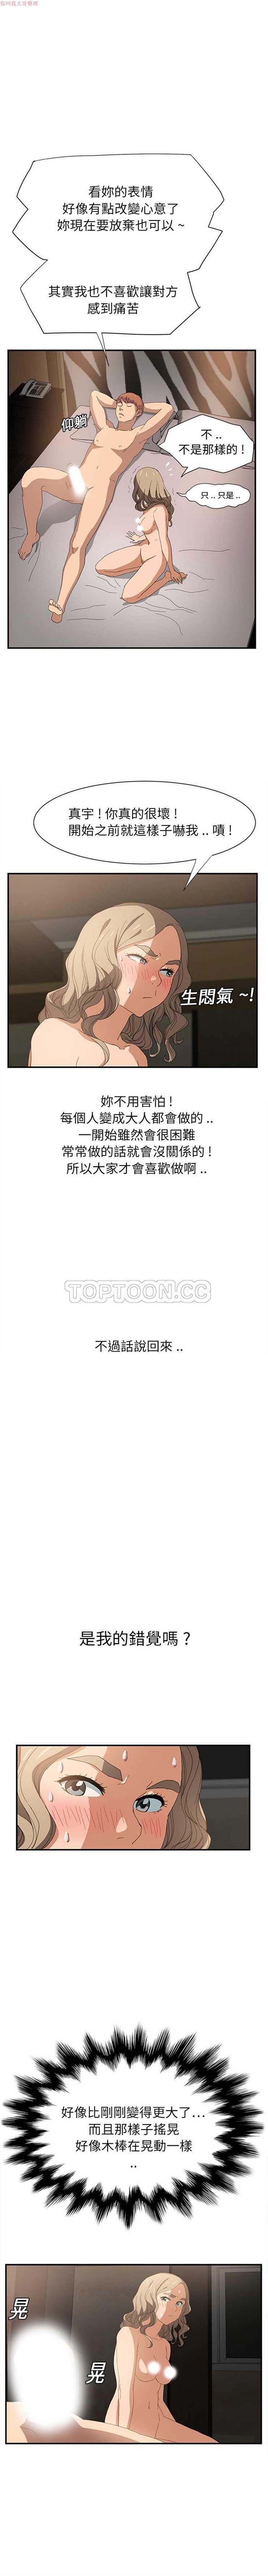 看妳的表情
好像有點改變心意了
妳現在要放棄也可以~
其實我也不喜歡讓對方
感到痛苦
仰躺
不..
不是那樣的!
只..只是..
真宇!你真的很壞!
開始之前就這樣子嚇我..嘖!
生悶氣~!
妳不用害怕!
每個人變成大人都會做的..
一開始雖然會很困難
常常做的話就會沒關係的!
所以大家才會喜歡做啊..
TOPTOON.CC
不過話說回來..
是我的錯覺嗎?
好像比剛剛變得更大了...
而且那樣子搖晃
好像木棒在晃動一樣
..
晃
晃